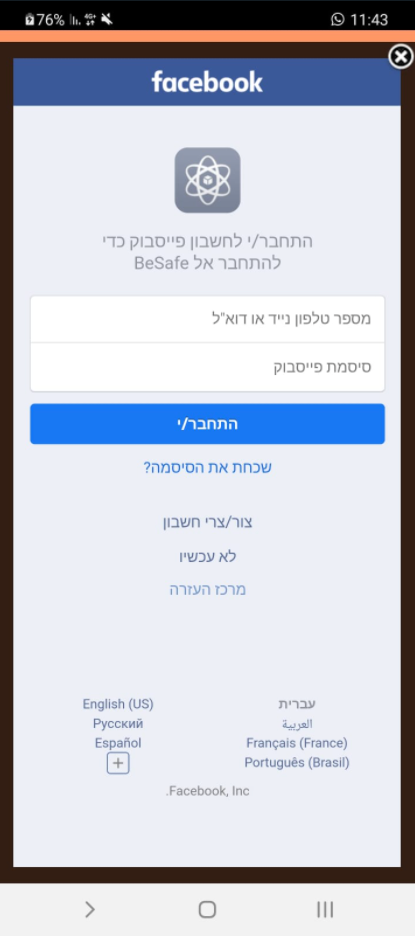 76% 4G+ 11:43
facebook
התחבר/י לחשבון פייסבוק כדי
להתחבר אל BeSafe
מספר טלפון נייד או דוא"ל
סיסמת פייסבוק
התחבר/י
שכחת את הסיסמה?
צור/צרי חשבון
לא עכשיו
מרכז העזרה
עברית English (US)
العربية Русский
Français (France) Español
Português (Brasil) +
Facebook, Inc.